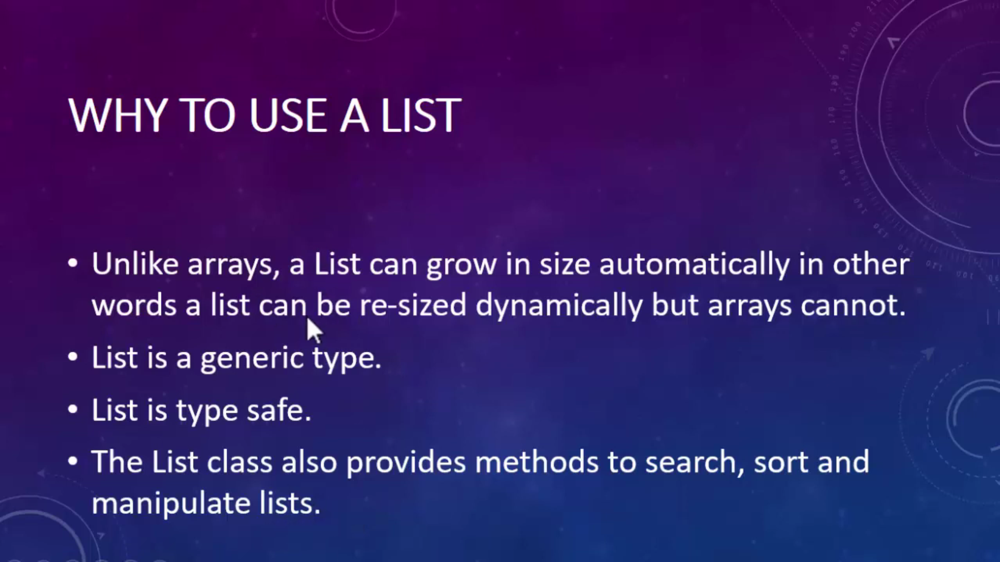 WHY TO USE A LIST
• Unlike arrays, a List can grow in size automatically in other
words a list can be re-sized dynamically but arrays cannot.
• List is a generic type.
• List is type safe.
• The List class also provides methods to search, sort and
manipulate lists.